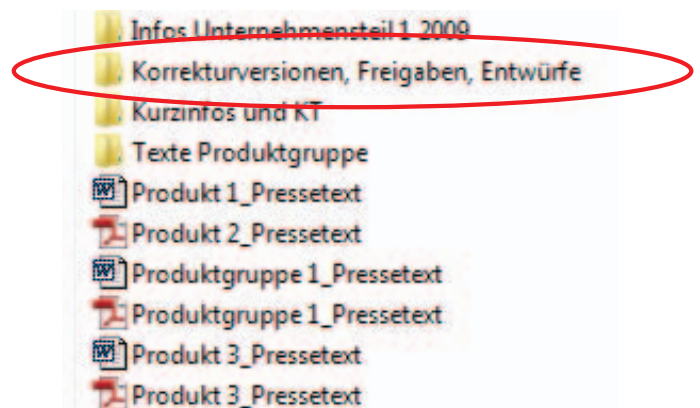 Infos Unternehmensteil 1 2009
Korrekturversionen, Freigaben, Entwürfe
Kurzinfos und KT
Texte Produktgruppe
Produkt 1_Pressetext
Produkt 2_Pressetext
Produktgruppe 1_Pressetext
Produktgruppe 1_Pressetext
Produkt 3_Pressetext
Produkt 3_Pressetext